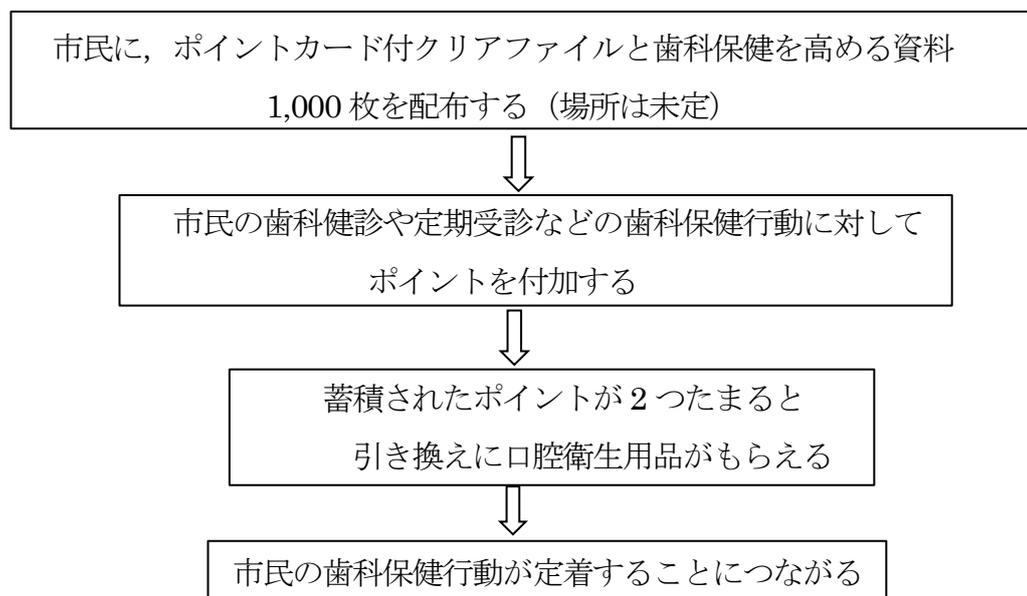 市民に，ポイントカード付クリアファイルと歯科保健を高める資料
1,000 枚を配布する（場所は未定）
市民の歯科健診や定期受診などの歯科保健行動に対して
ポイントを付加する
蓄積されたポイントが 2 つたまると
引き換えに口腔衛生用品がもらえる
市民の歯科保健行動が定着することにつながる